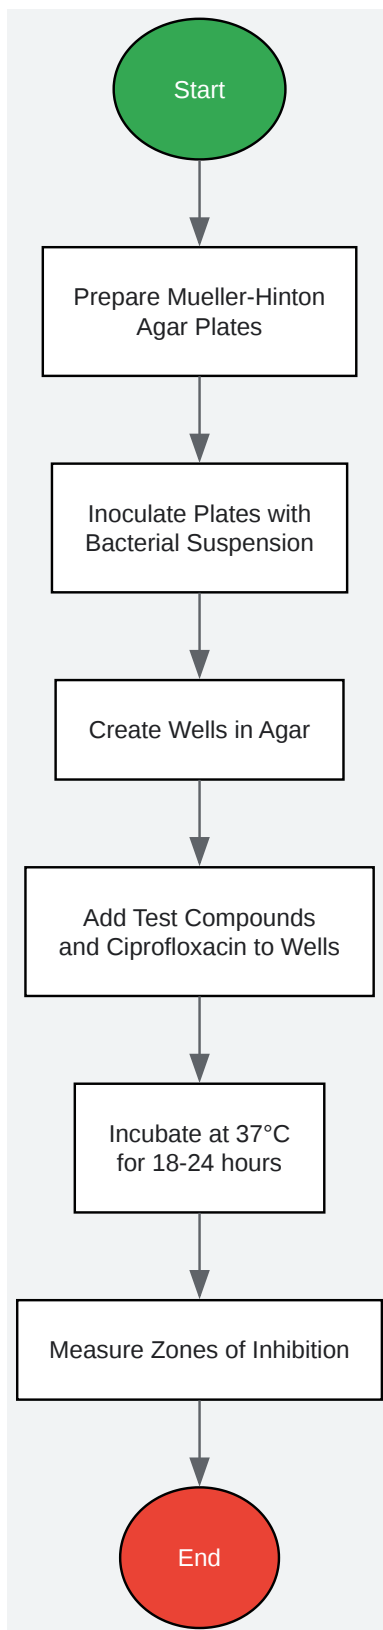 Start
Prepare Mueller-Hinton
Agar Plates
Inoculate Plates with
Bacterial Suspension
Create Wells in Agar
Add Test Compounds
and Ciprofloxacin to Wells
Incubate at 37°C
for 18-24 hours
Measure Zones of Inhibition
End